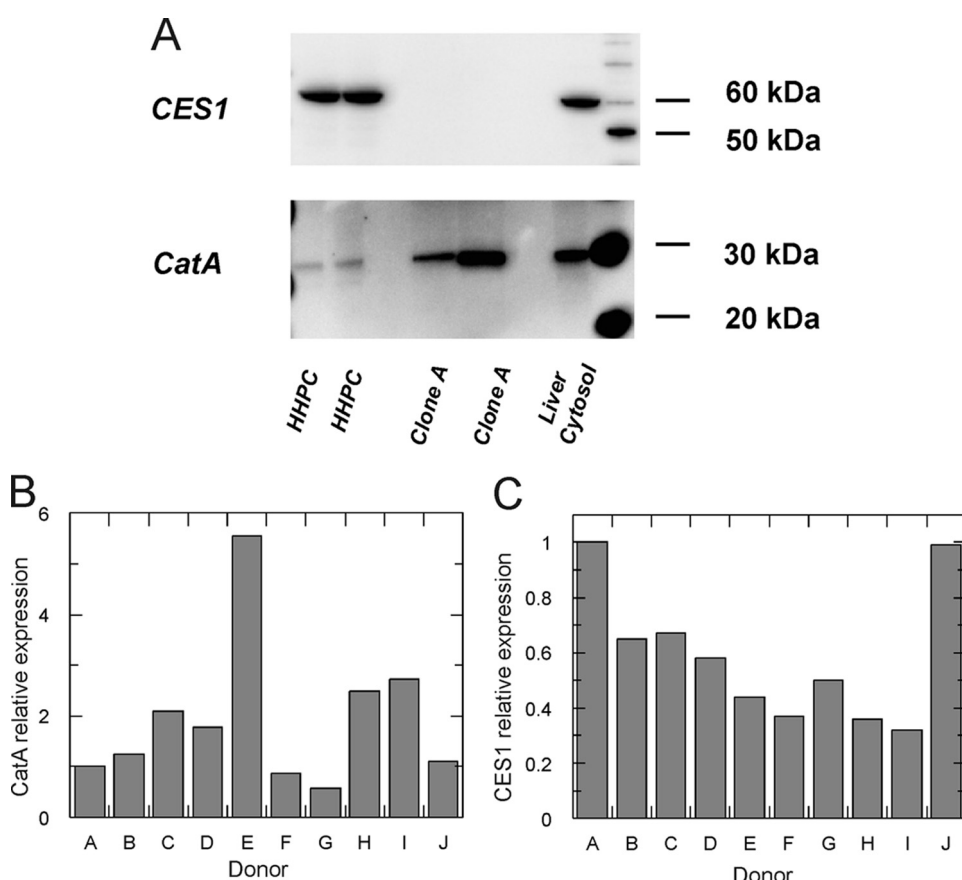 A
CES1
60 kDa
50 kDa
CatA
30 kDa
20 kDa
HHPC
HHPC
Clone A
Clone A
Liver
Cytosol
B
CatA relative expression
6
4
2
0
A B C D E F G H I J
Donor
C
CES1 relative expression
1
0.8
0.6
0.4
0.2
0
A B C D E F G H I J
Donor